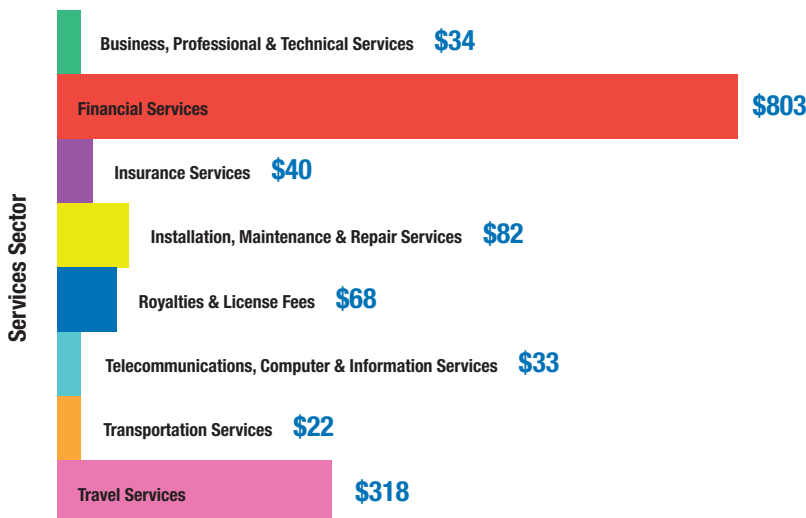 Services Sector
Business, Professional & Technical Services $34
Financial Services $803
Insurance Services $40
Installation, Maintenance & Repair Services $82
Royalties & License Fees $68
Telecommunications, Computer & Information Services $33
Transportation Services $22
Travel Services $318